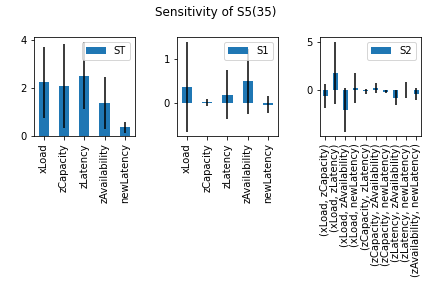 Sensitivity of S5(35)
ST
4
2
0
xLoad
zCapacity
zLatency
zAvailability
newLatency
S1
1
0
xLoad
zCapacity
zLatency
zAvailability
newLatency
S2
5
0
(xLoad, zCapacity)
(xLoad, zLatency)
(xLoad, zAvailability)
(xLoad, newLatency)
(zCapacity, zLatency)
(zCapacity, zAvailability)
(zCapacity, newLatency)
(zLatency, zAvailability)
(zLatency, newLatency)
(zAvailability, newLatency)